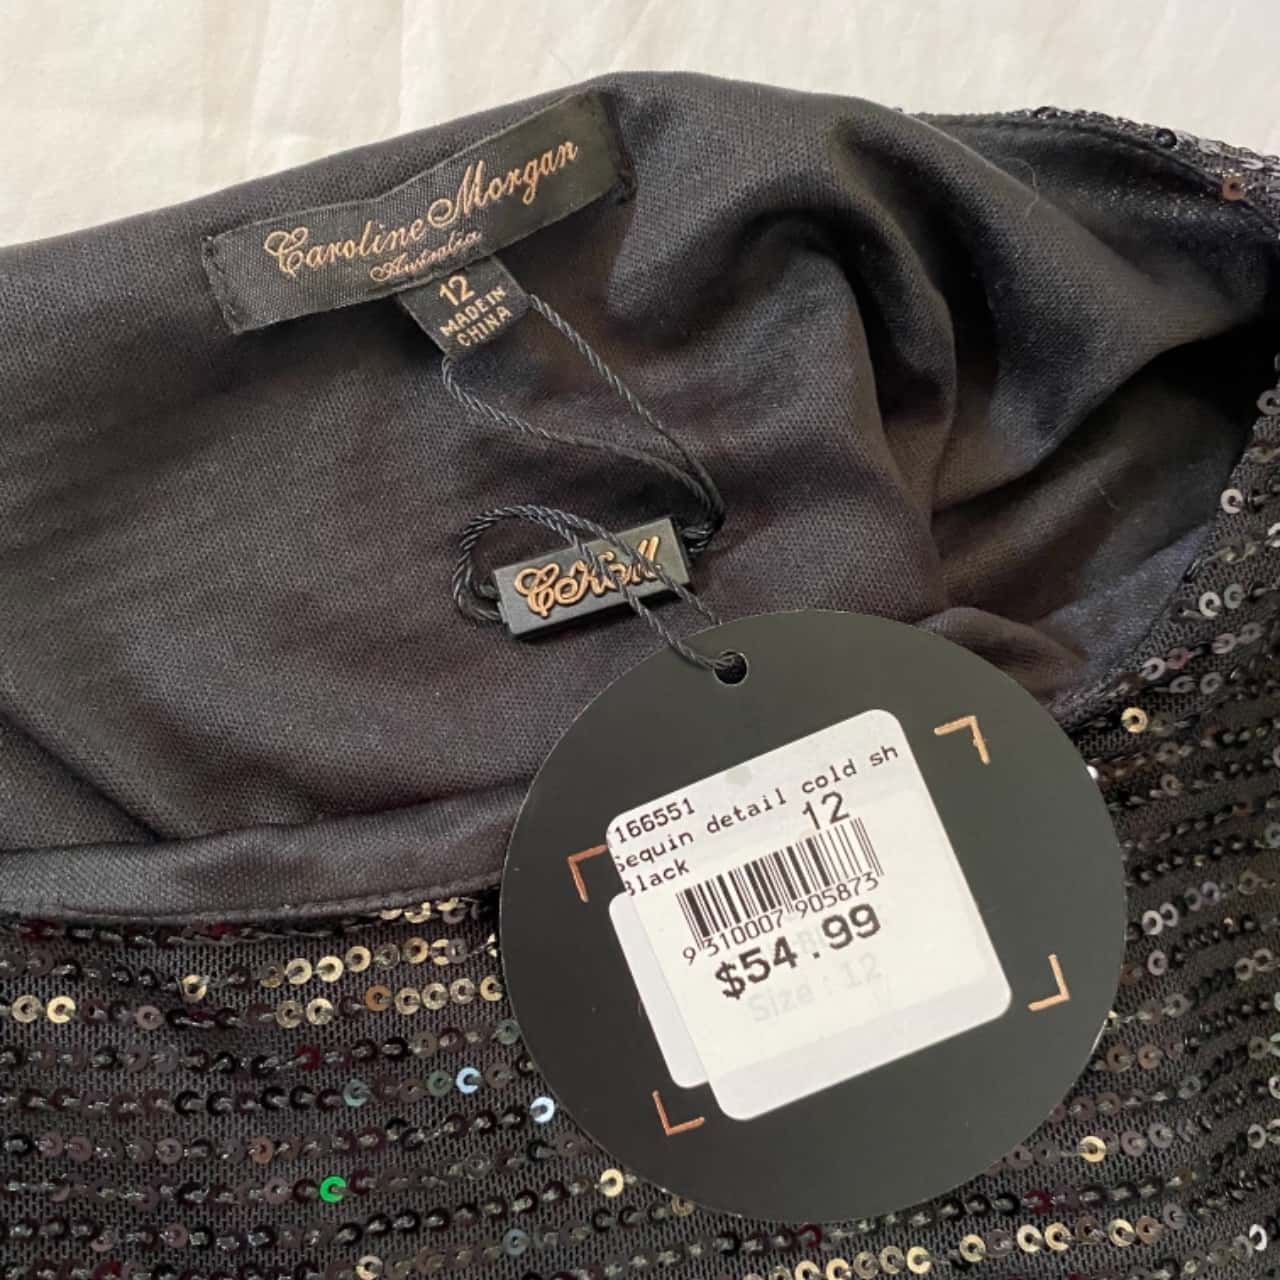 Caroline Morgan
Australia
12
MADE IN
CHINA
166551
Sequin detail cold sh
Black
12
9 310007 905873
$54.99
Size : 12